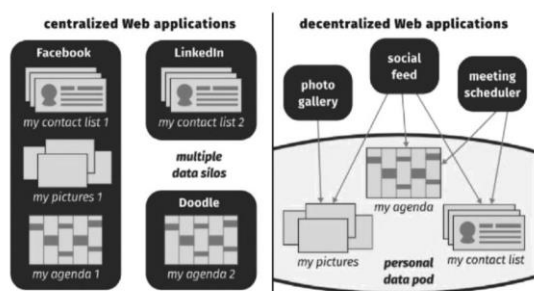 centralized Web applications
Facebook
my contact list 1
my pictures 1
my agenda 1
LinkedIn
my contact list 2
multiple
data silos
Doodle
my agenda 2
decentralized Web applications
photo
gallery
social
feed
meeting
scheduler
my agenda
my pictures
my contact list
personal
data pod